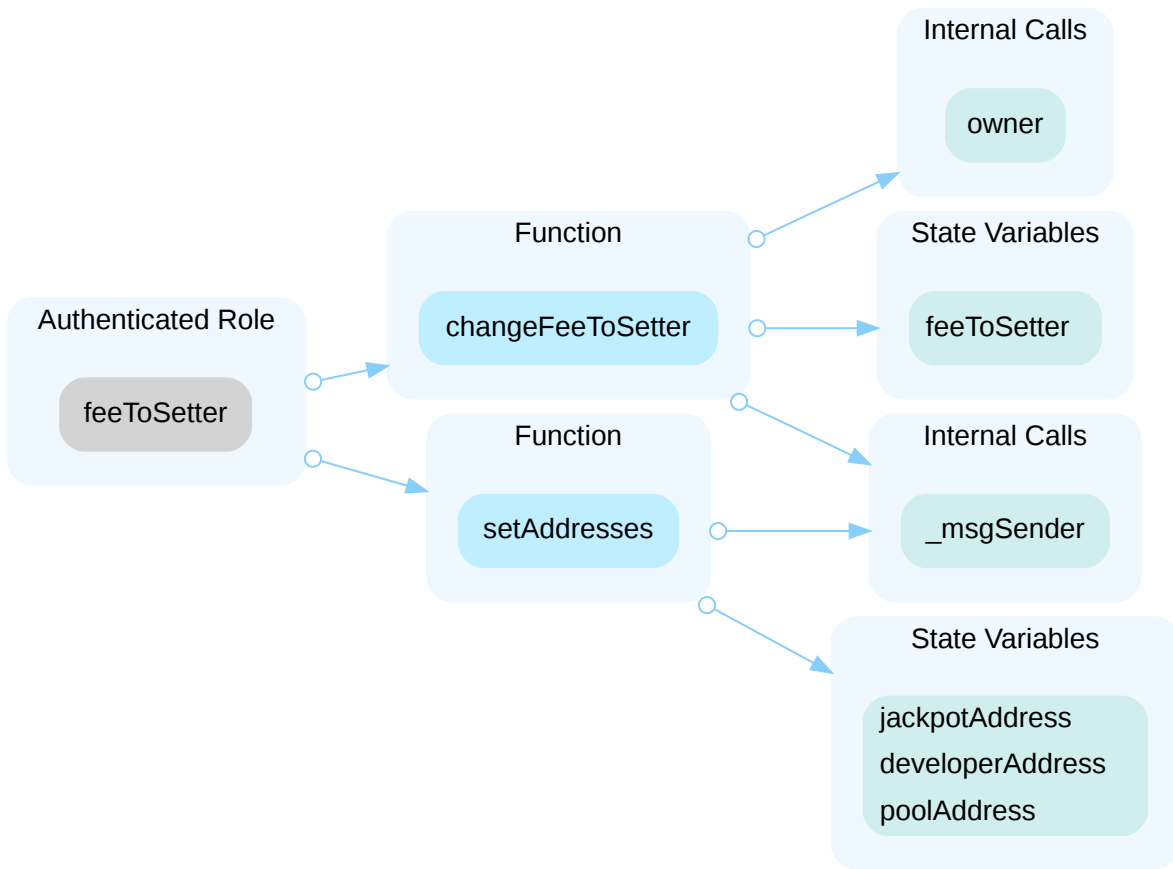 Authenticated Role
feeToSetter
Function
changeFeeToSetter
Function
setAddresses
Internal Calls
owner
State Variables
feeToSetter
Internal Calls
_msgSender
State Variables
jackpotAddress
developerAddress
poolAddress